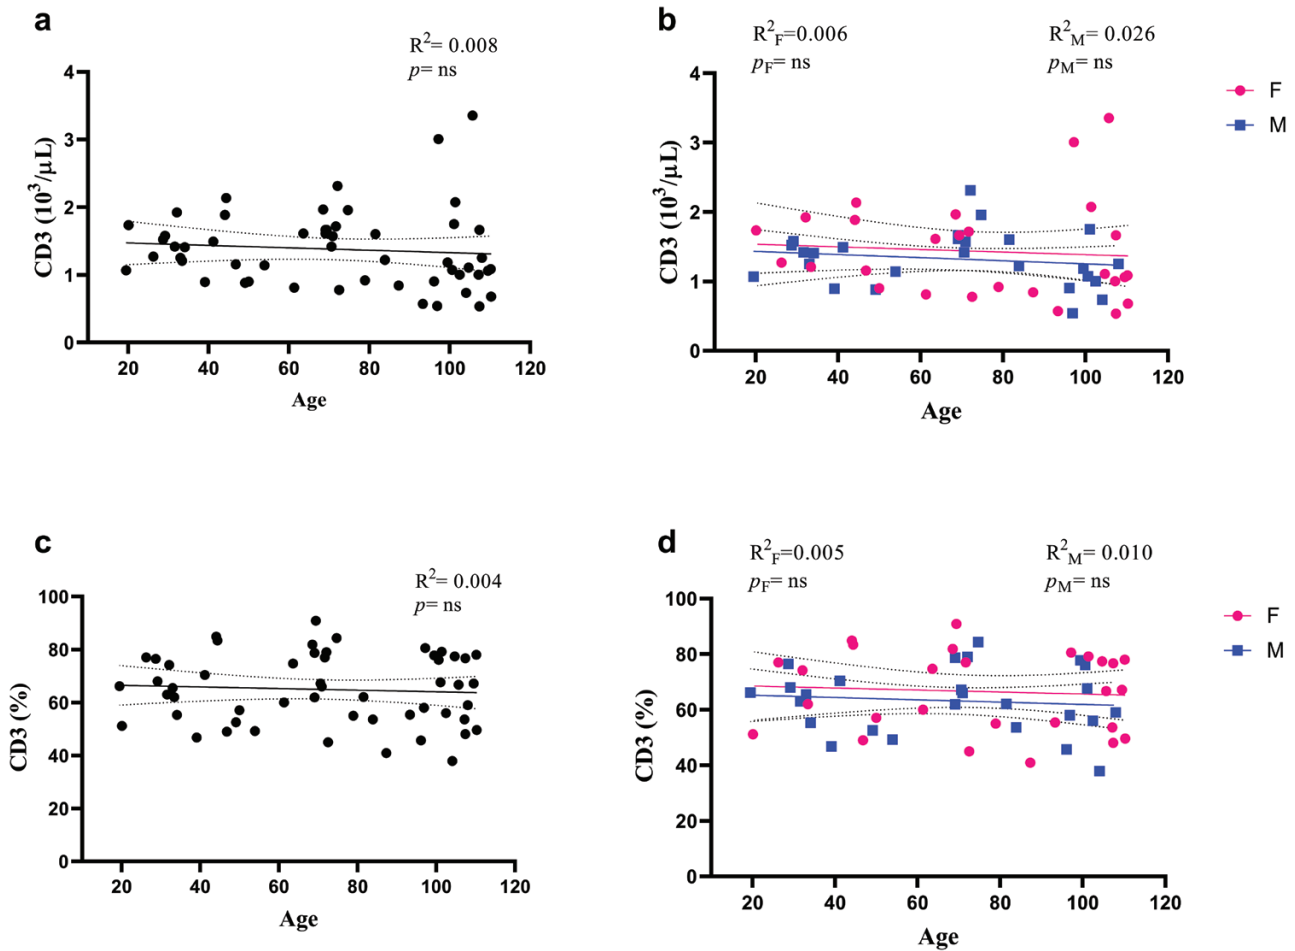 a
R²= 0.008
p= ns
CD3 (10³/μL)
4
3
2
1
0
20 40 60 80 100 120
Age
b
R²F=0.006
pF= ns
R²M= 0.026
pM= ns
CD3 (10³/μL)
4
3
2
1
0
20 40 60 80 100 120
Age
F
M
c
R²= 0.004
p= ns
CD3 (%)
100
80
60
40
20
0
20 40 60 80 100 120
Age
d
R²F=0.005
pF= ns
R²M= 0.010
pM= ns
CD3 (%)
100
80
60
40
20
0
20 40 60 80 100 120
Age
F
M